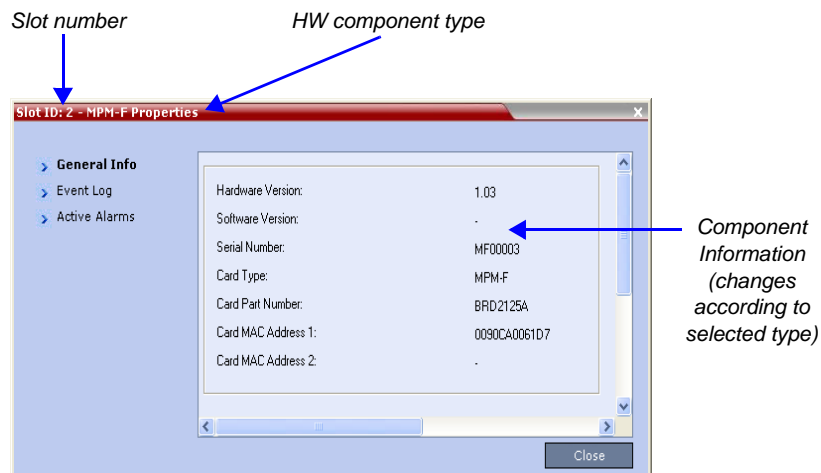 Slot number
HW component type
Slot ID: 2 - MPM-F Properties
x
General Info
Event Log
Active Alarms
Hardware Version: 1.03
Software Version: -
Serial Number: MF00003
Card Type: MPM-F
Card Part Number: BRD2125A
Card MAC Address 1: 0090CA0061D7
Card MAC Address 2: -
Component
Information
(changes
according to
selected type)
Close